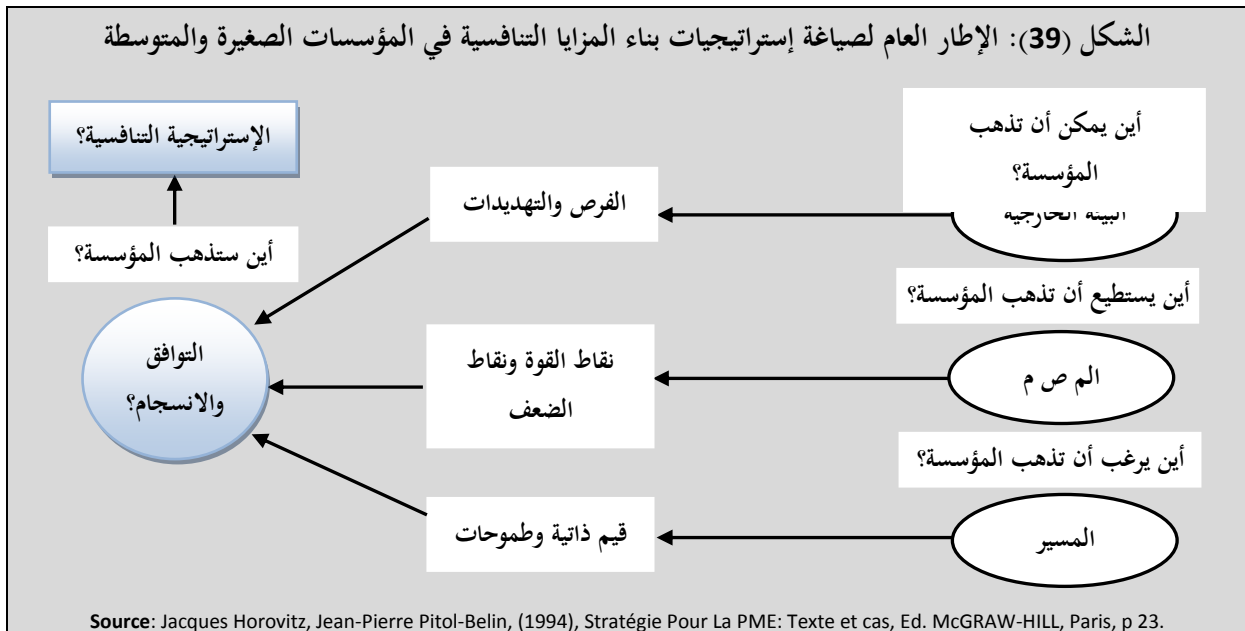 الشكل (39): الإطار العام لصياغة إستراتيجيات بناء المزايا التنافسية في المؤسسات الصغيرة والمتوسطة
أين يمكن أن تذهب
المؤسسة؟
البيئة الخارجية
الفرص والتهديدات
الإستراتيجية التنافسية؟
أين ستذهب المؤسسة؟
أين يستطيع أن تذهب المؤسسة؟
الم ص م
نقاط القوة ونقاط
الضعف
التوافق
والانسجام؟
أين يرغب أن تذهب المؤسسة؟
المسير
قيم ذاتية وطموحات
Source: Jacques Horovitz, Jean-Pierre Pitol-Belin, (1994), Stratégie Pour La PME: Texte et cas, Ed. McGRAW-HILL, Paris, p 23.